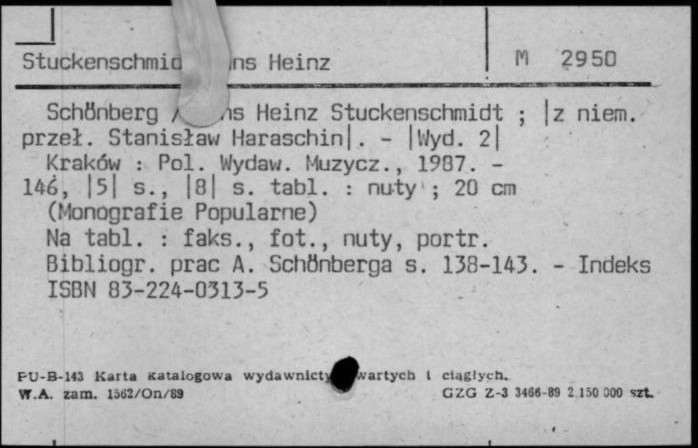 Stuckenschmid ns Heinz M 2950
Schönberg / ns Heinz Stuckenschmidt ; |z niem.
przeł. Stanisław Haraschin|. - |Wyd. 2|
Kraków : Pol. Wydaw. Muzycz., 1987. -
146, |5| s., |8| s. tabl. : nuty ; 20 cm
(Monografie Popularne)
Na tabl. : faks., fot., nuty, portr.
Bibliogr. prac A. Schönberga s. 138-143. - Indeks
ISBN 83-224-0313-5
PU-B-143 Karta katalogowa wydawnict wartych i ciągłych.
W.A. zam. 1562/On/89 GZG Z-3 3466-89 2.150 000 szt.